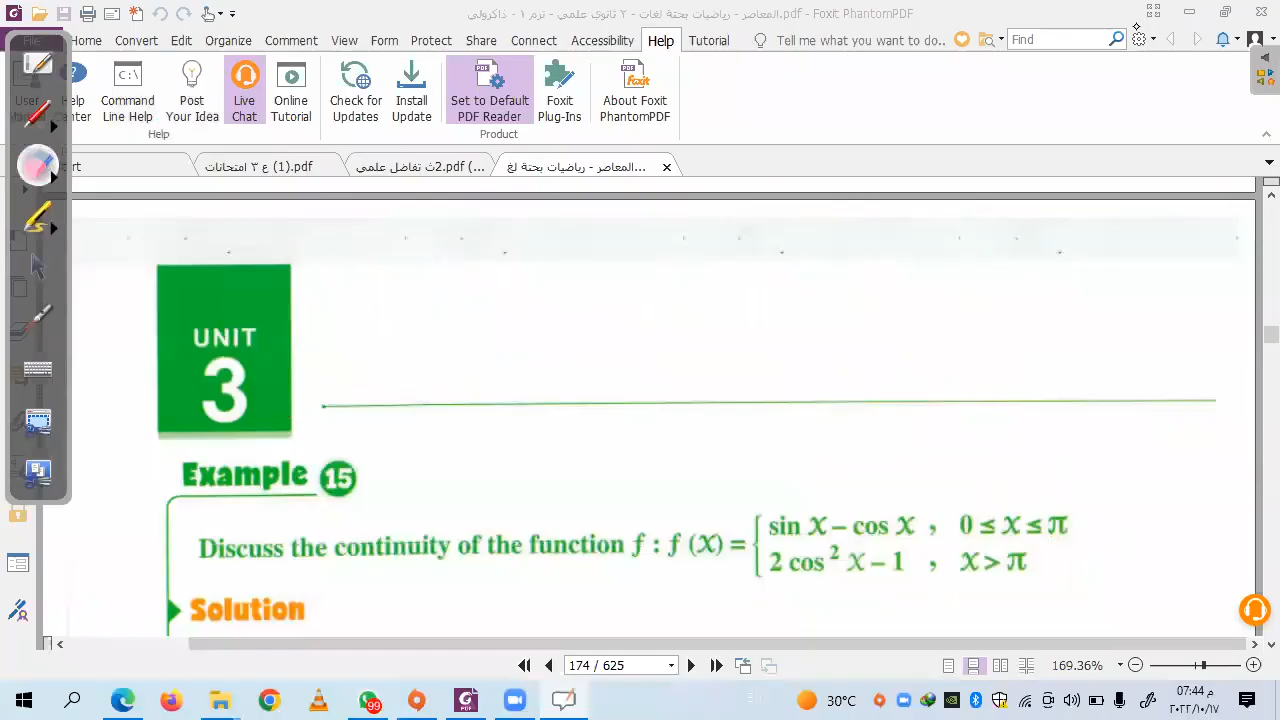 المعاصر - رياضيات بحتة لغات - ٢ ثانوي علمي - ترم ١ - ذاكرولي.pdf - Foxit PhantomPDF
File Home Convert Edit Organize Comment View Form Protect Share Connect Accessibility Help Tutorial Tell me what you want to do.. Find
Help Center
Command Line Help
Post Your Idea
Live Chat
Online Tutorial
Check for Updates
Install Update
Set to Default PDF Reader
Foxit Plug-Ins
About Foxit PhantomPDF
Help Product
(1) ع ٣ امتحانات.pdf
2ث تفاضل علمي.pdf (...
المعاصر - رياضيات بحتة لغ...
UNIT
3
Example 15
Discuss the continuity of the function f : f (X) = { sin X – cos X , 0 ≤ X ≤ π
2 cos² X – 1 , X > π
Solution
174 / 625
169.36%
99
30°C
07:44 م
٢٠٢٢/١٠/١٧